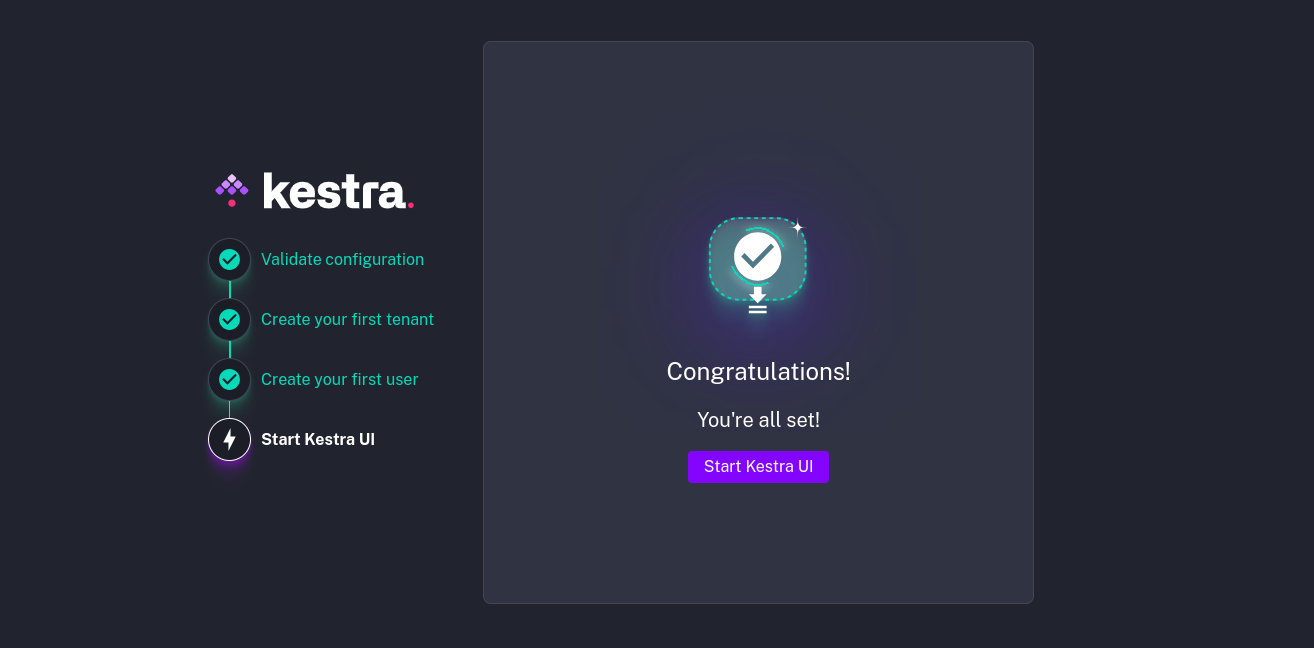 kestra.
Validate configuration
Create your first tenant
Create your first user
Start Kestra UI
Congratulations!
You're all set!
Start Kestra UI